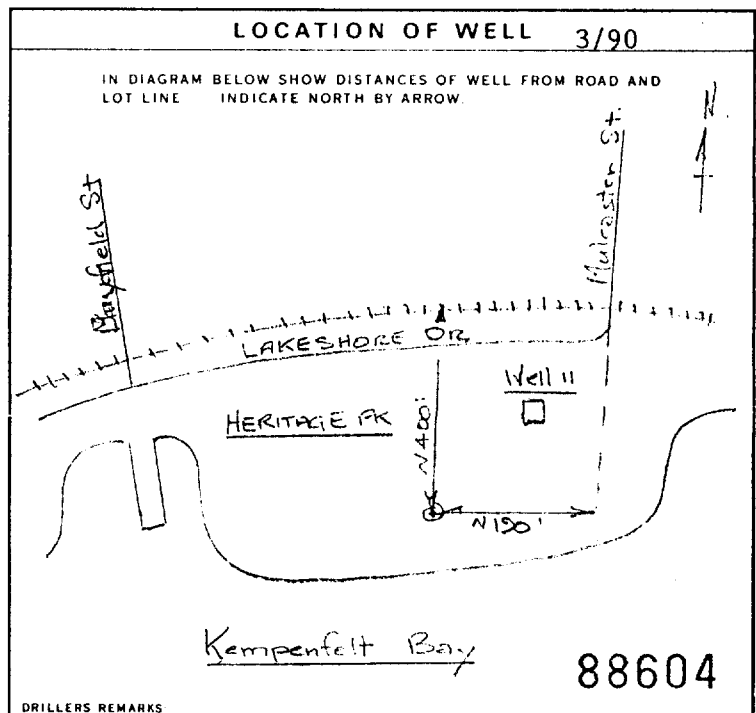 LOCATION OF WELL 3/90
IN DIAGRAM BELOW SHOW DISTANCES OF WELL FROM ROAD AND
LOT LINE INDICATE NORTH BY ARROW.
N
Mulcaster St.
Bayfield St
LAKESHORE DR.
Well 11
HERITAGE PK
~400'
~190'
Kempenfelt Bay
88604
DRILLERS REMARKS